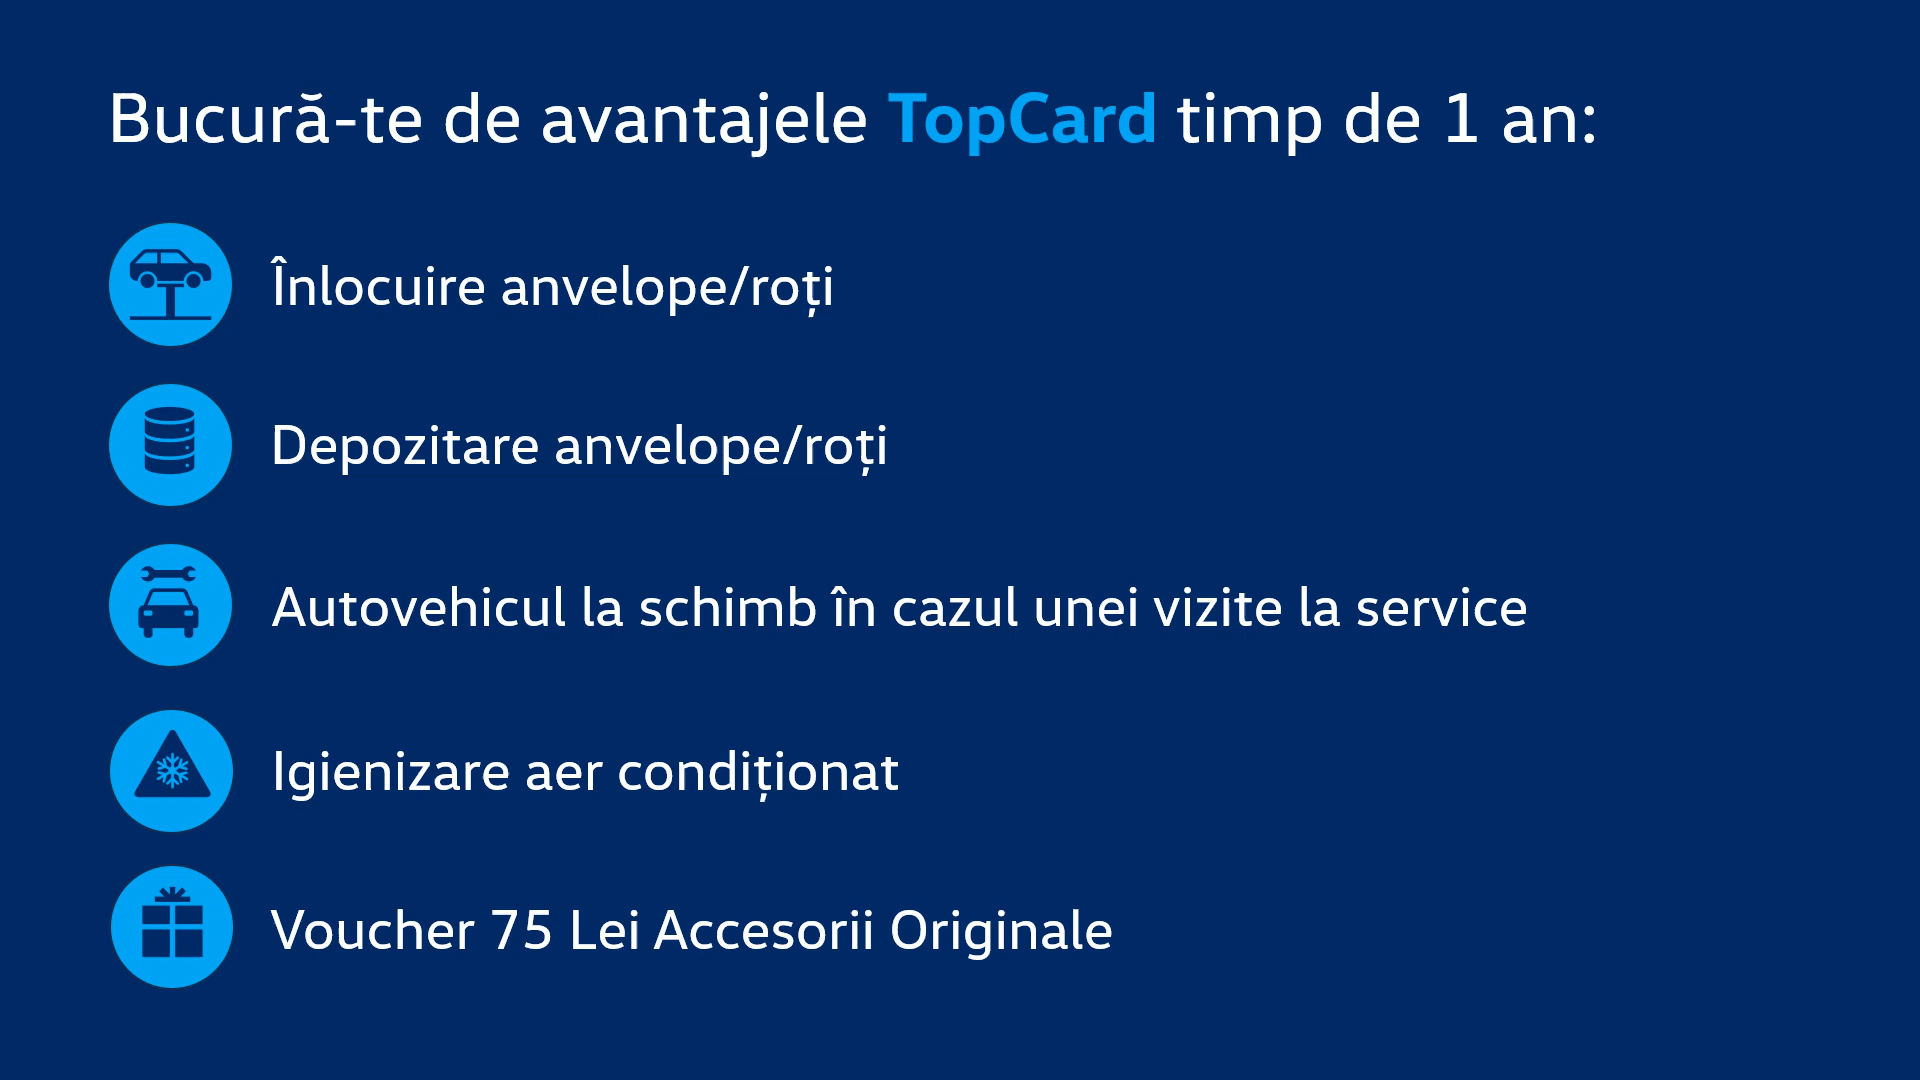 Bucură-te de avantajele TopCard timp de 1 an:
Înlocuire anvelope/roți
Depozitare anvelope/roți
Autovehicul la schimb în cazul unei vizite la service
Igienizare aer condiționat
Voucher 75 Lei Accesorii Originale